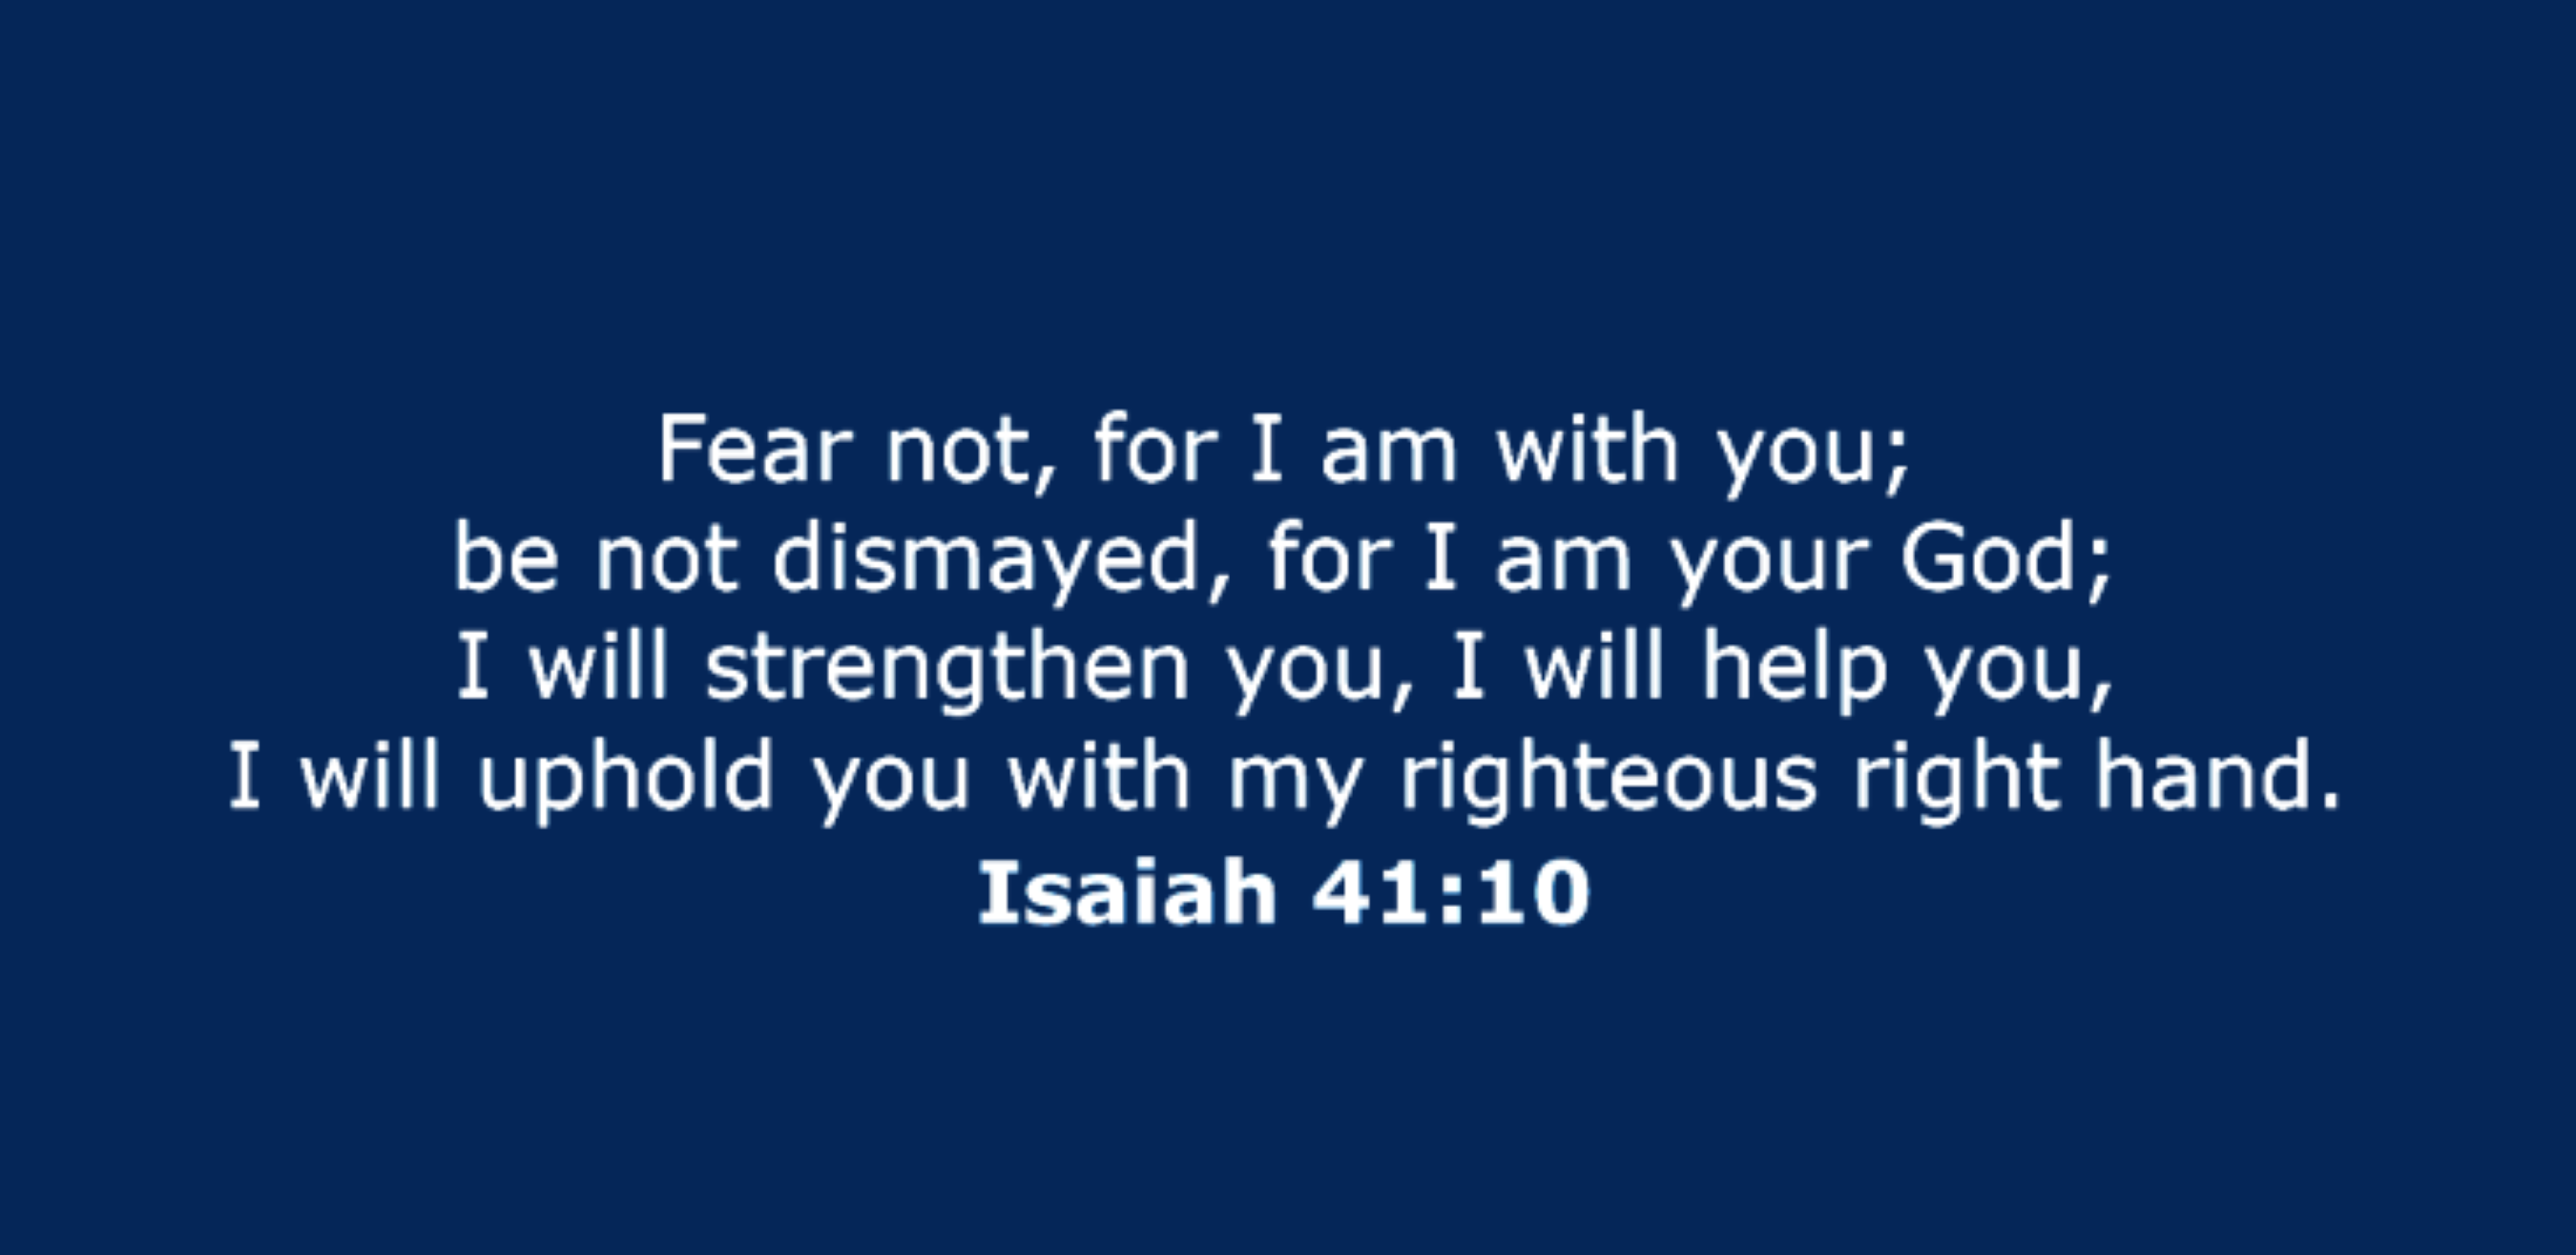 Fear not, for I am with you;
be not dismayed, for I am your God;
I will strengthen you, I will help you,
I will uphold you with my righteous right hand.
Isaiah 41:10